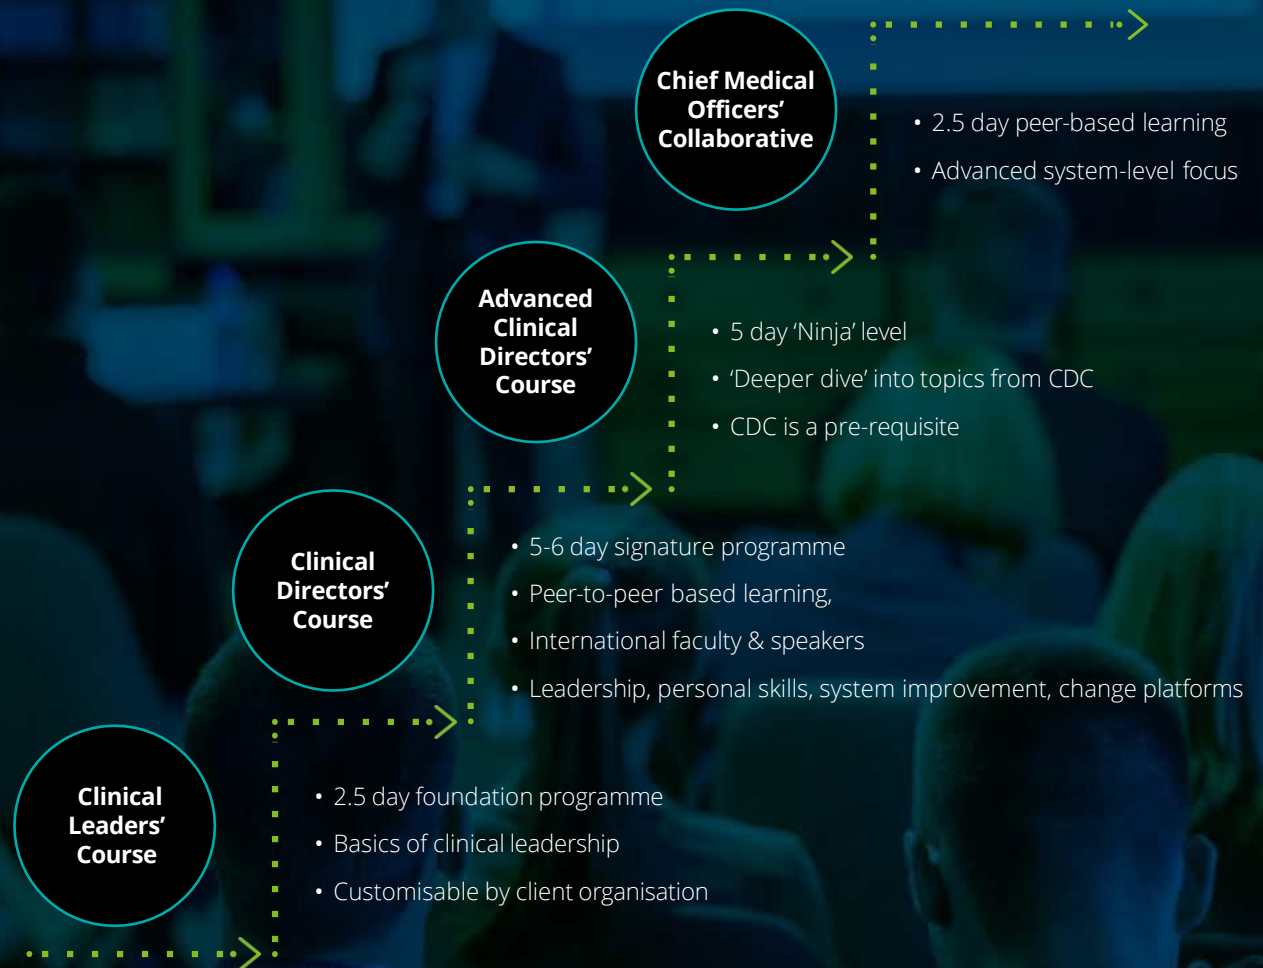 Chief Medical
Officers’
Collaborative
• 2.5 day peer-based learning
• Advanced system-level focus
Advanced
Clinical
Directors’
Course
• 5 day ‘Ninja’ level
• ‘Deeper dive’ into topics from CDC
• CDC is a pre-requisite
Clinical
Directors’
Course
• 5-6 day signature programme
• Peer-to-peer based learning,
• International faculty & speakers
• Leadership, personal skills, system improvement, change platforms
Clinical
Leaders’
Course
• 2.5 day foundation programme
• Basics of clinical leadership
• Customisable by client organisation